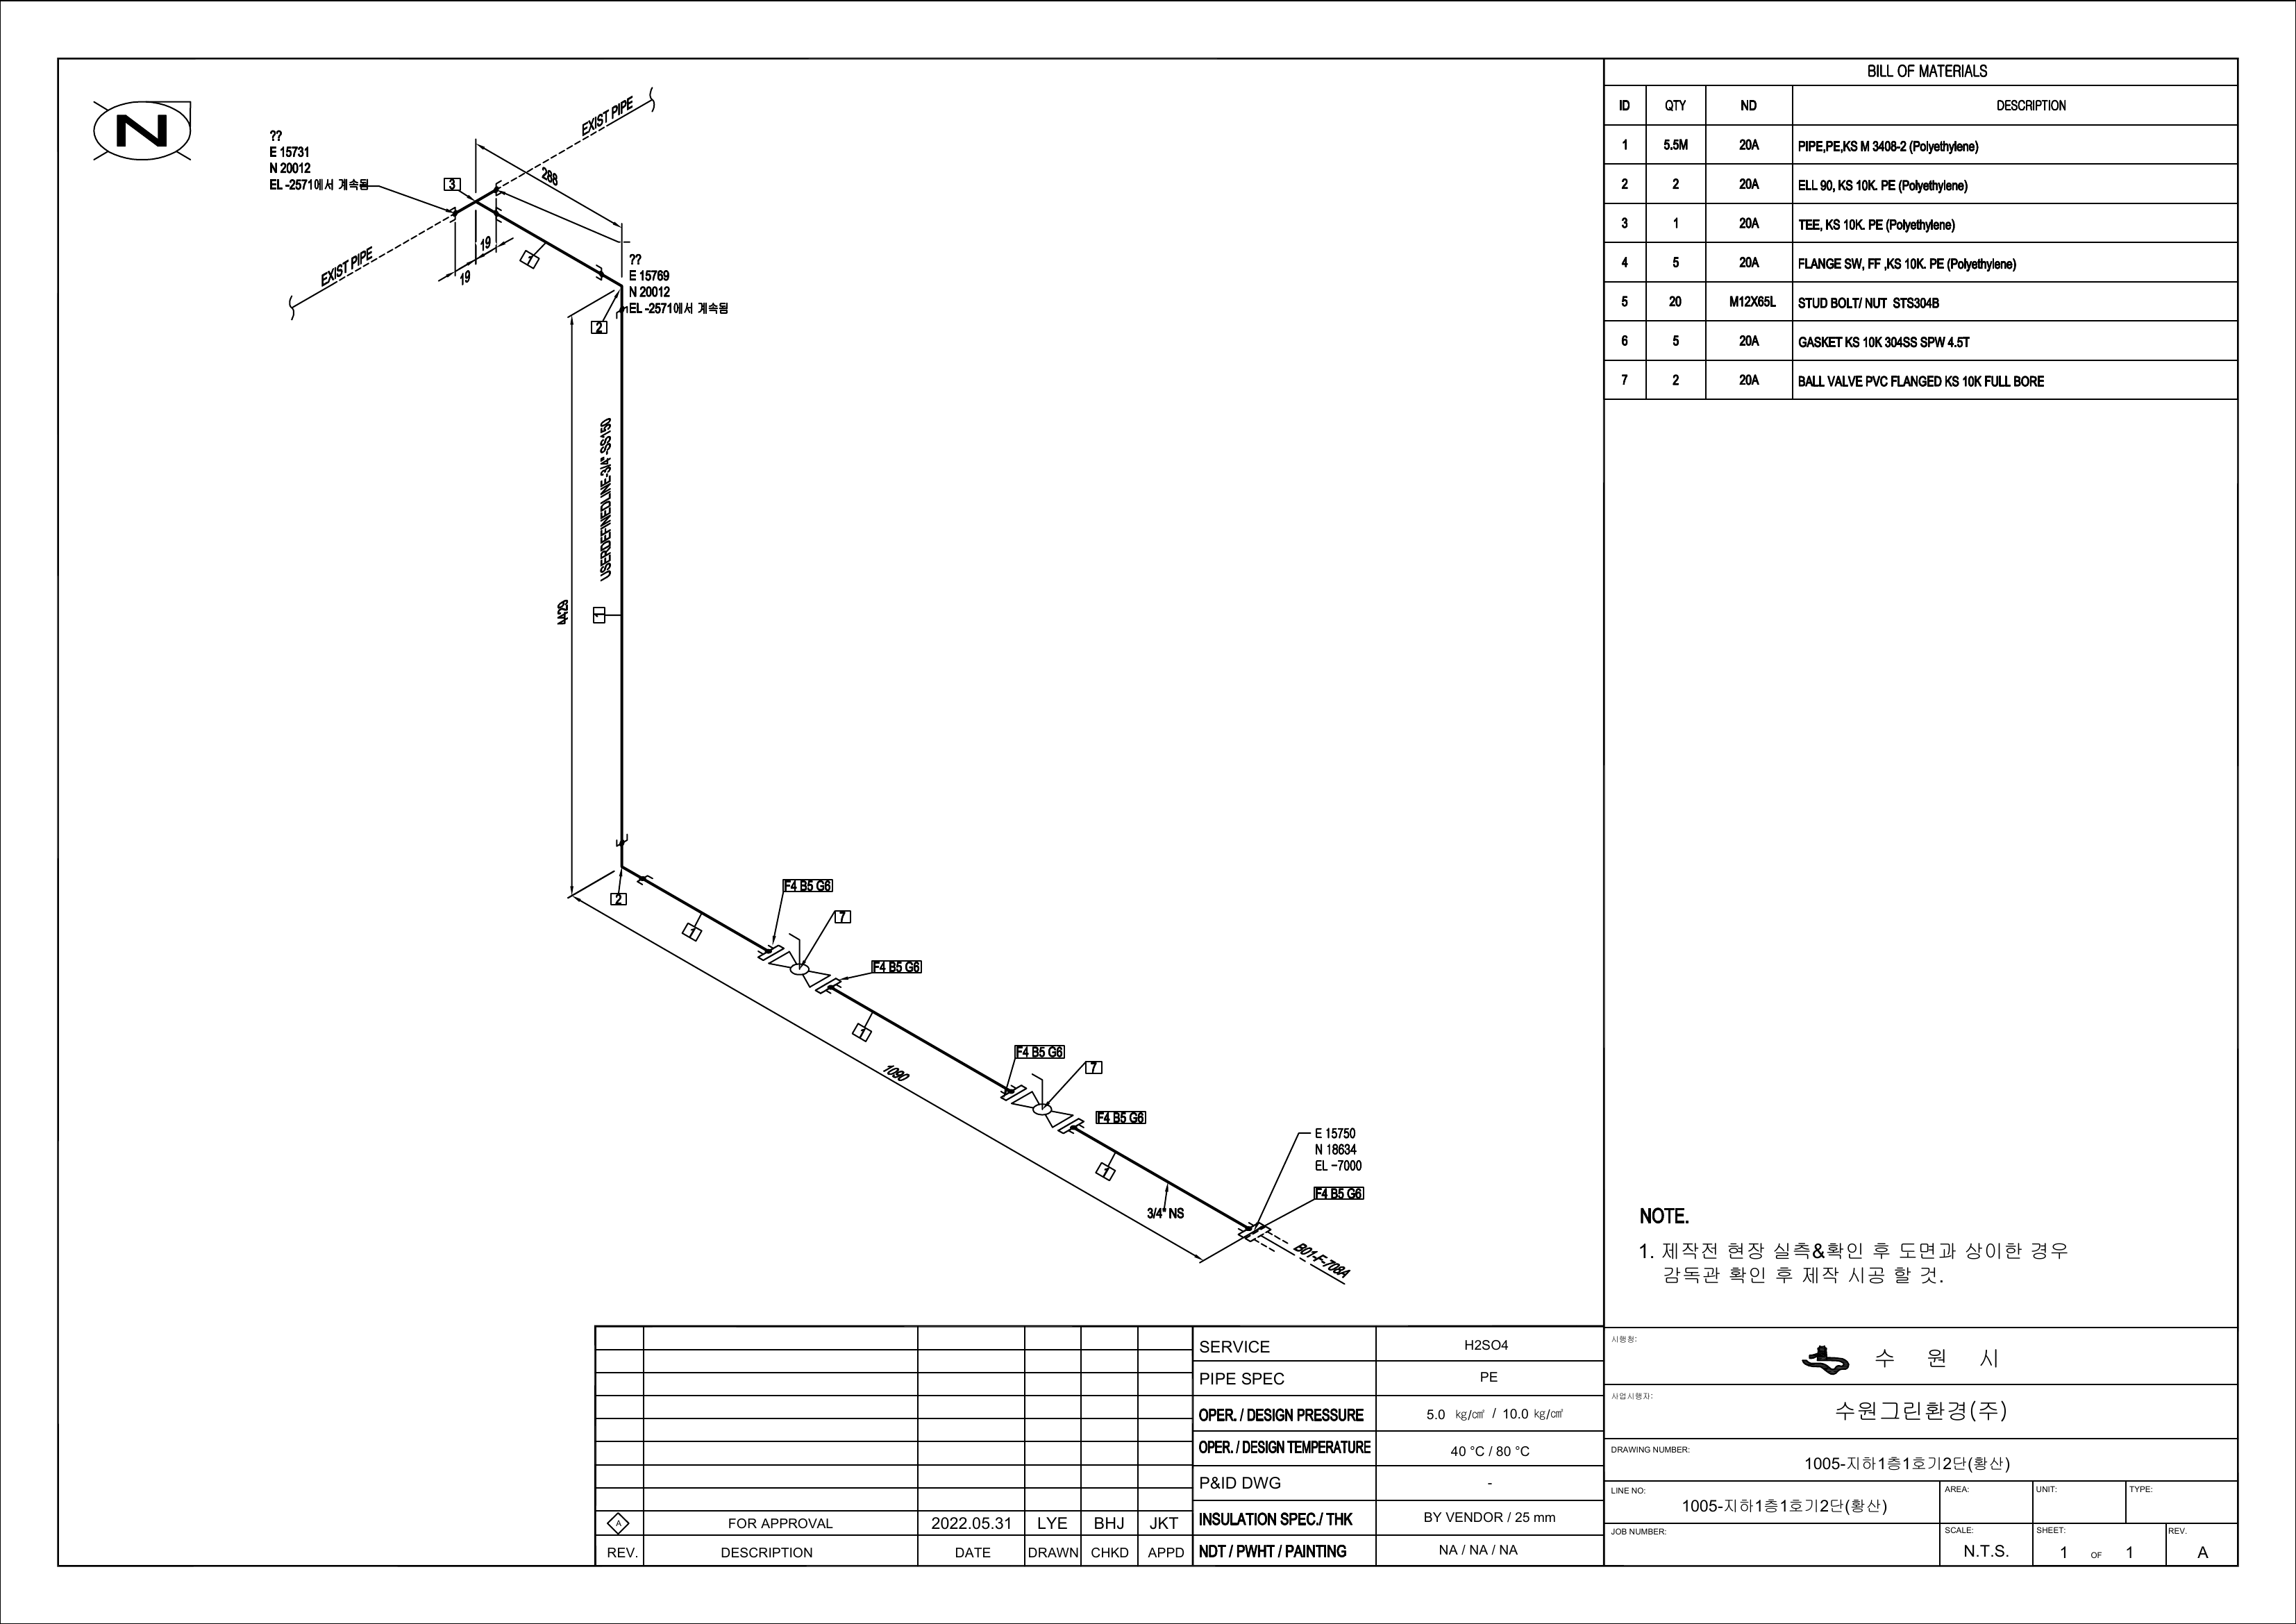 N
??
E 15731
N 20012
EL -2571에서 계속됨
EXIST PIPE
3
288
19
19
1
EXIST PIPE
??
E 15769
N 20012
EL -2571에서 계속됨
2
USERDEFINEDLINE-3/4"-SS150
4429
1
2
1
F4 B5 G6
7
F4 B5 G6
1
1090
F4 B5 G6
7
F4 B5 G6
1
3/4" NS
E 15750
N 18634
EL -7000
F4 B5 G6
B01-F-708A
BILL OF MATERIALS
ID QTY ND DESCRIPTION
1 5.5M 20A PIPE,PE,KS M 3408-2 (Polyethylene)
2 2 20A ELL 90, KS 10K. PE (Polyethylene)
3 1 20A TEE, KS 10K. PE (Polyethylene)
4 5 20A FLANGE SW, FF ,KS 10K. PE (Polyethylene)
5 20 M12X65L STUD BOLT/ NUT STS304B
6 5 20A GASKET KS 10K 304SS SPW 4.5T
7 2 20A BALL VALVE PVC FLANGED KS 10K FULL BORE
NOTE.
1. 제작전 현장 실측&확인 후 도면과 상이한 경우
감독관 확인 후 제작 시공 할 것.
SERVICE H2SO4
PIPE SPEC PE
OPER. / DESIGN PRESSURE 5.0 kg/㎠ / 10.0 kg/㎠
OPER. / DESIGN TEMPERATURE 40 °C / 80 °C
P&ID DWG -
INSULATION SPEC./ THK BY VENDOR / 25 mm
NDT / PWHT / PAINTING NA / NA / NA
A FOR APPROVAL 2022.05.31 LYE BHJ JKT
REV. DESCRIPTION DATE DRAWN CHKD APPD
시행청:
수 원 시
사업시행자:
수원그린환경(주)
DRAWING NUMBER:
1005-지하1층1호기2단(황산)
LINE NO:
1005-지하1층1호기2단(황산)
AREA: UNIT: TYPE:
JOB NUMBER:
SCALE: SHEET: REV.
N.T.S. 1 OF 1 A